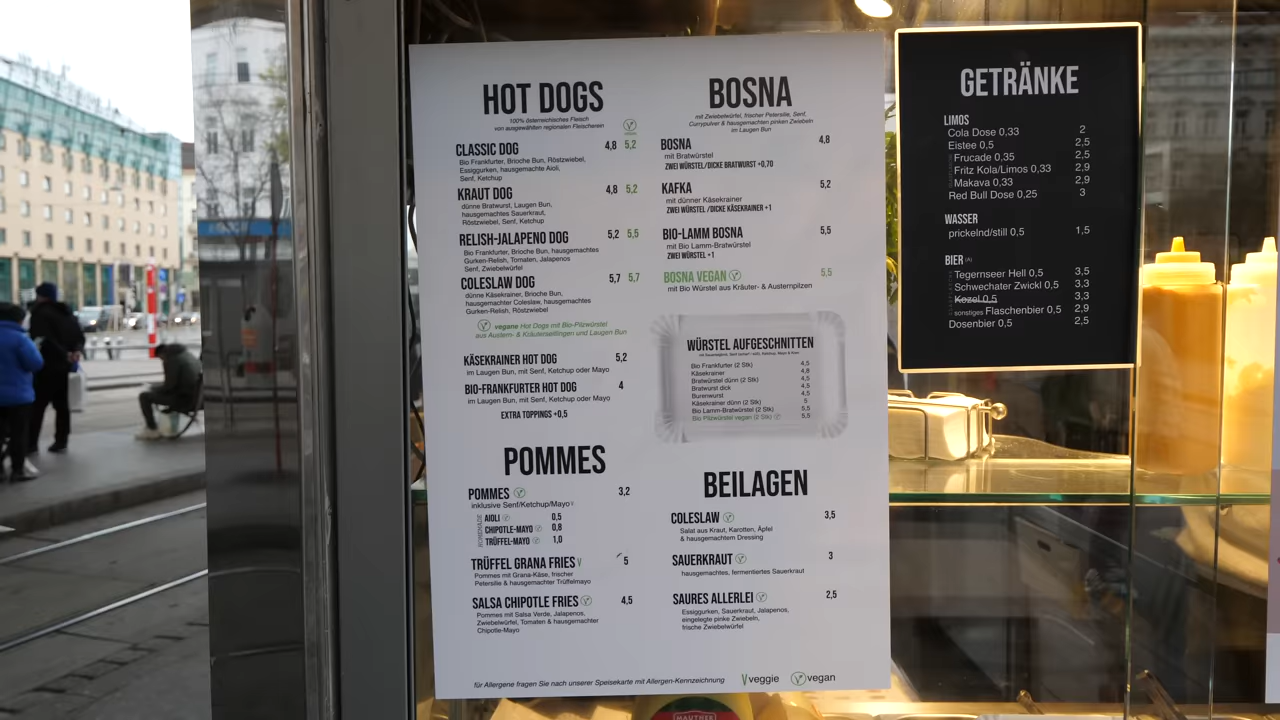 HOT DOGS
100% österreichisches Fleisch
von ausgewählten regionalen Fleischerein
vegan
CLASSIC DOG 4,8 5,2
Bio Frankfurter, Brioche Bun, Röstzwiebel,
Essiggurken, hausgemachte Aioli,
Senf, Ketchup
KRAUT DOG 4,8 5,2
dünne Bratwurst, Laugen Bun,
hausgemachtes Sauerkraut,
Röstzwiebel, Senf, Ketchup
RELISH-JALAPENO DOG 5,2 5,5
Bio Frankfurter, Brioche Bun, hausgemachtes
Gurken-Relish, Tomaten, Jalapenos
Senf, Zwiebelwürfel
COLESLAW DOG 5,7 5,7
dünne Käsekrainer, Brioche Bun,
hausgemachter Coleslaw, hausgemachtes
Gurken-Relish, Röstzwiebel
vegane Hot Dogs mit Bio-Pilzwürstel
aus Austern- & Kräuterseitlingen und Laugen Bun
KÄSEKRAINER HOT DOG 5,2
im Laugen Bun, mit Senf, Ketchup oder Mayo
BIO-FRANKFURTER HOT DOG 4
im Laugen Bun, mit Senf, Ketchup oder Mayo
EXTRA TOPPINGS +0,5
POMMES
POMMES 3,2
inklusive Senf/Ketchup/Mayo
HOMEMADE
AIOLI 0,5
CHIPOTLE-MAYO 0,8
TRÜFFEL-MAYO 1,0
TRÜFFEL GRANA FRIES V 5
Pommes mit Grana-Käse, frischer
Petersilie & hausgemachter Trüffelmayo
SALSA CHIPOTLE FRIES 4,5
Pommes mit Salsa Verde, Jalapenos,
Zwiebelwürfel, Tomaten & hausgemachter
Chipotle-Mayo
BOSNA
mit Zwiebelwürfel, frischer Petersilie, Senf,
Currypulver & hausgemachten pinken Zwiebeln
im Laugen Bun
BOSNA 4,8
mit Bratwürstel
ZWEI WÜRSTEL/DICKE BRATWURST +0,70
KAFKA 5,2
mit dünner Käsekrainer
ZWEI WÜRSTEL /DICKE KÄSEKRAINER +1
BIO-LAMM BOSNA 5,5
mit Bio Lamm-Bratwürstel
ZWEI WÜRSTEL +1
BOSNA VEGAN 5,5
mit Bio Würstel aus Kräuter- & Austernpilzen
WÜRSTEL AUFGESCHNITTEN
Bio Frankfurter (2 Stk) 4,5
Käsekrainer 4,8
Bratwürstel dünn (2 Stk) 4,5
Bratwurst dick 4,5
Burenwurst 4,5
Käsekrainer dünn (2 Stk) 5
Bio Lamm-Bratwürstel (2 Stk) 5,5
Bio Pilzwürstel vegan (2 Stk) 5,5
BEILAGEN
COLESLAW 3,5
Salat aus Kraut, Karotten, Äpfel
& hausgemachtem Dressing
SAUERKRAUT 3
hausgemachtes, fermentiertes Sauerkraut
SAURES ALLERLEI 2,5
Essiggurken, Sauerkraut, Jalapenos,
eingelegte pinke Zwiebeln,
frische Zwiebelwürfel
für Allergene fragen Sie nach unserer Speisekarte mit Allergen-Kennzeichnung
V veggie vegan
GETRÄNKE
LIMOS
Cola Dose 0,33 2
Eistee 0,5 2,5
Frucade 0,35 2,5
Fritz Kola/Limos 0,33 2,9
Makava 0,33 2,9
Red Bull Dose 0,25 3
WASSER
prickelnd/still 0,5 1,5
BIER (A)
Tegernseer Hell 0,5 3,5
Schwechater Zwickl 0,5 3,3
Kozel 0,5 3,3
sonstiges Flaschenbier 0,5 2,9
Dosenbier 0,5 2,5
MAUTNER